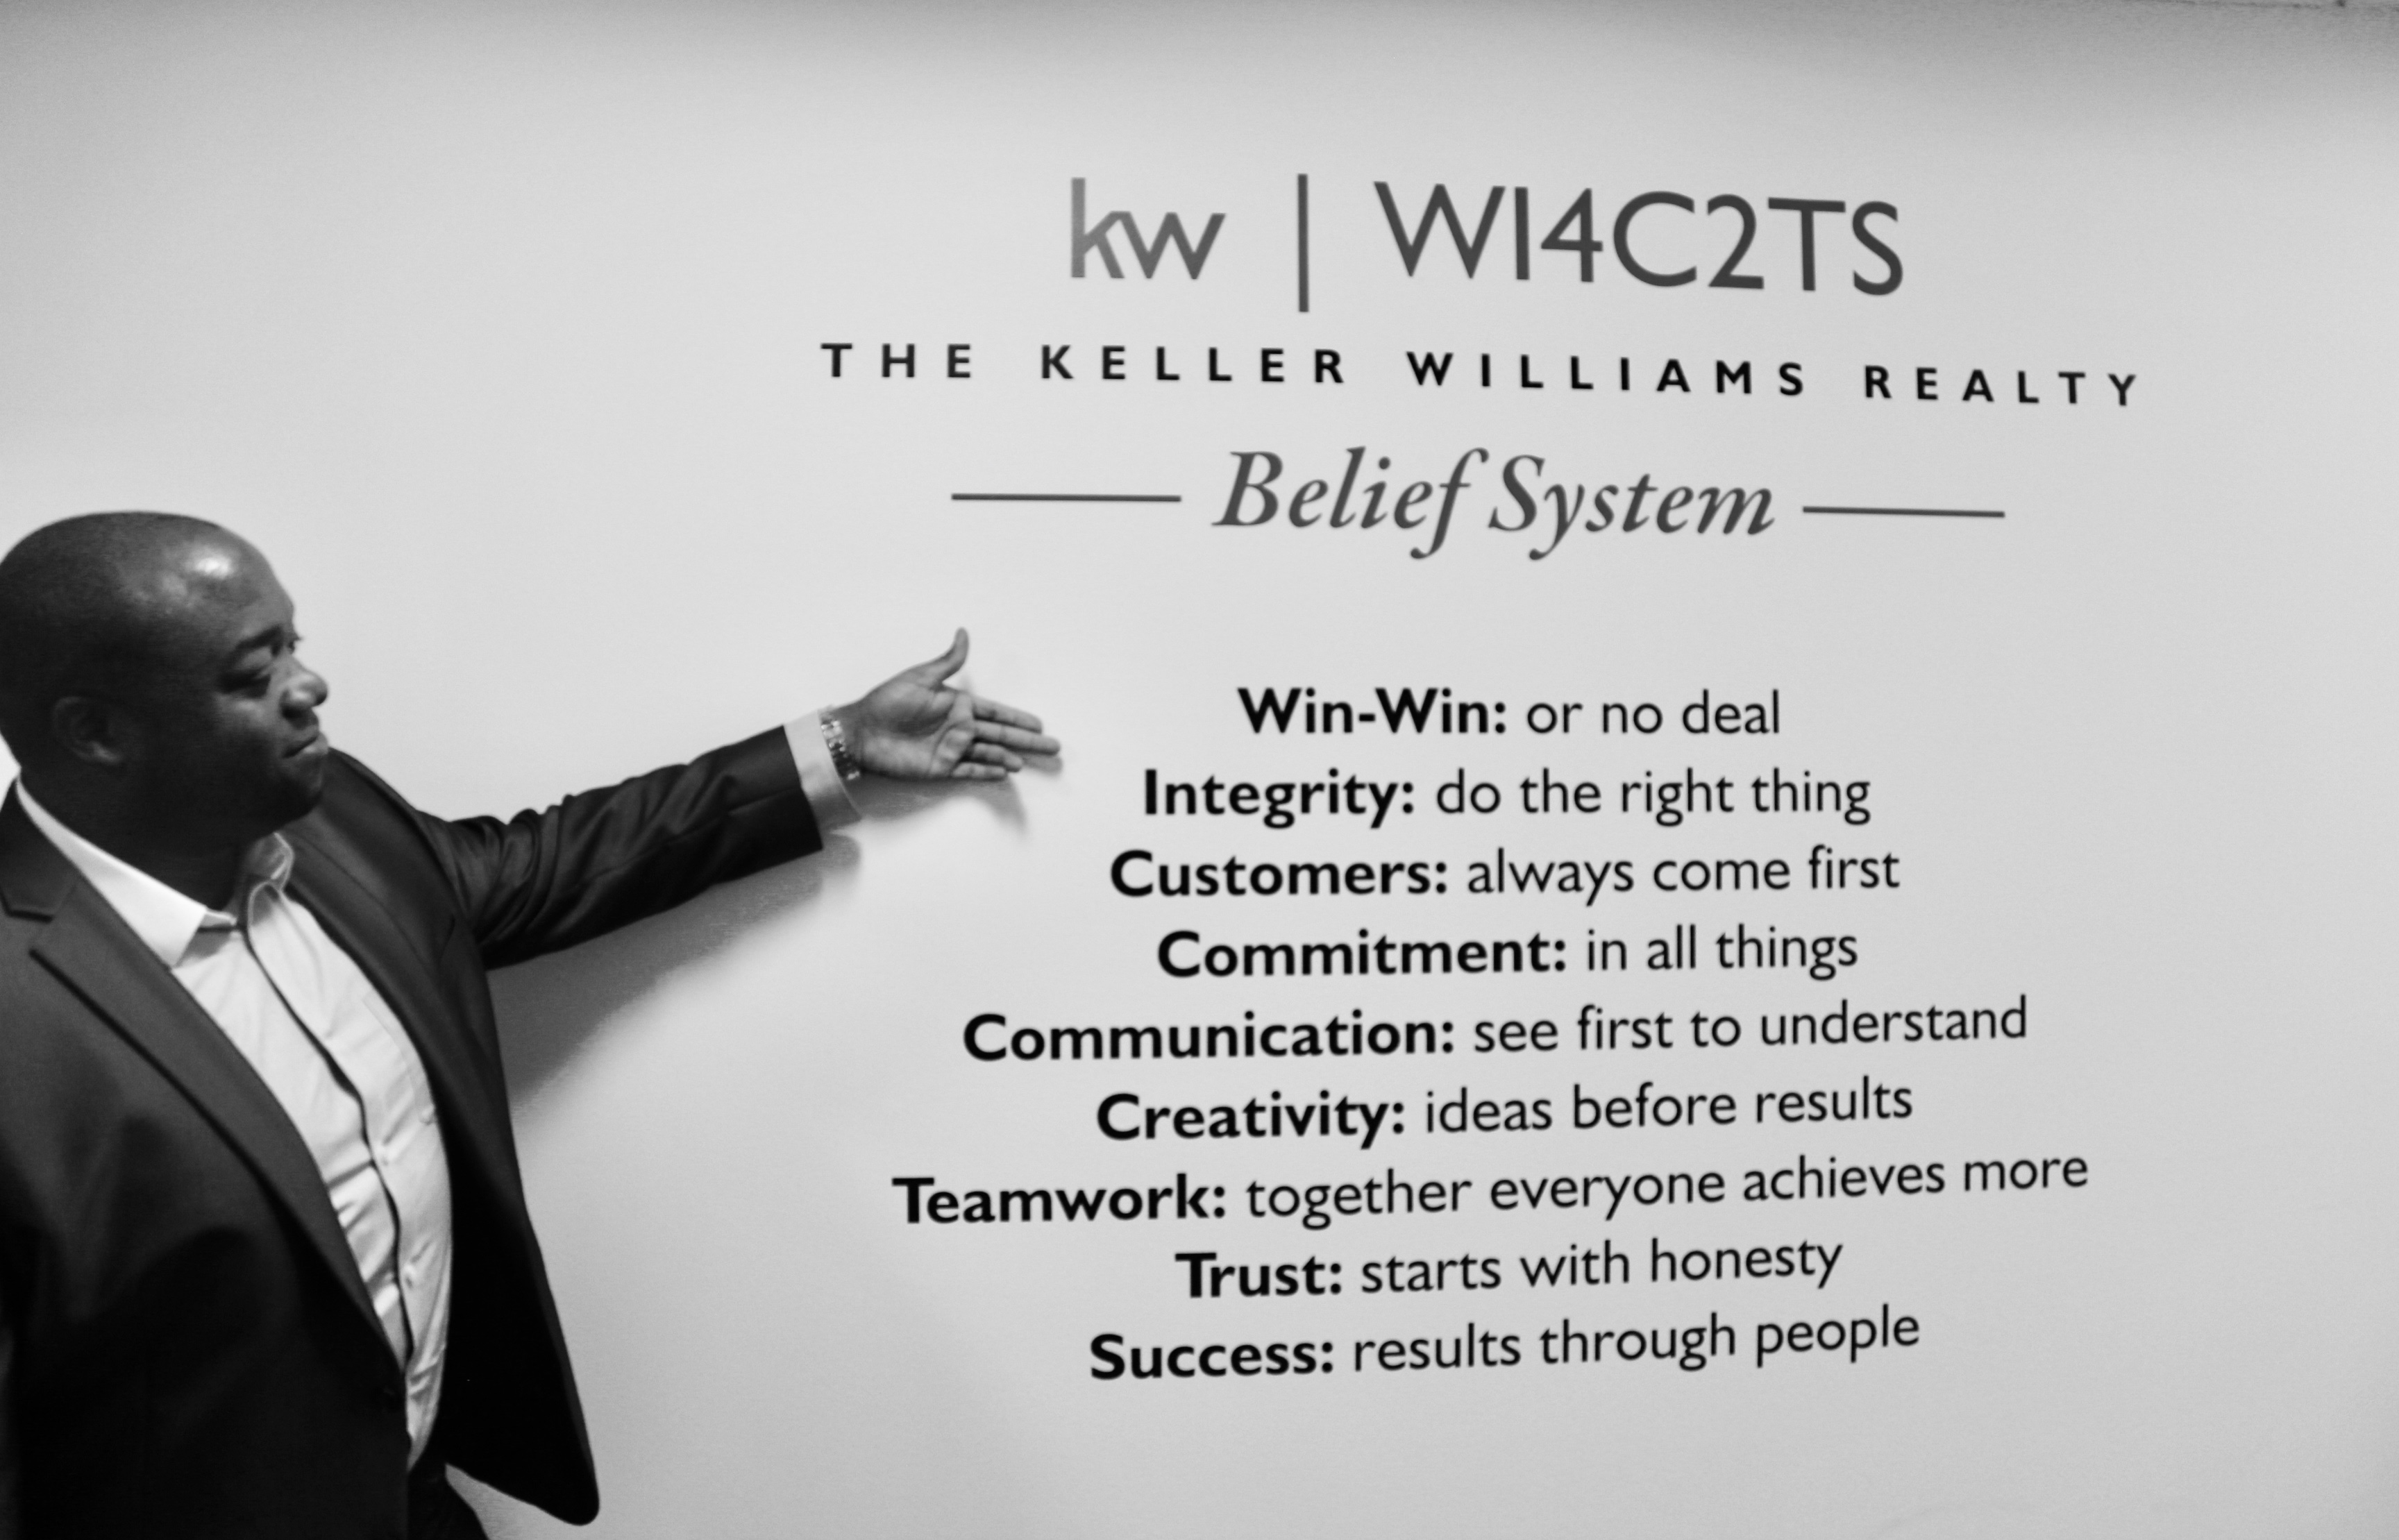 kw | WI4C2TS
THE KELLER WILLIAMS REALTY
Belief System
Win-Win: or no deal
Integrity: do the right thing
Customers: always come first
Commitment: in all things
Communication: see first to understand
Creativity: ideas before results
Teamwork: together everyone achieves more
Trust: starts with honesty
Success: results through people